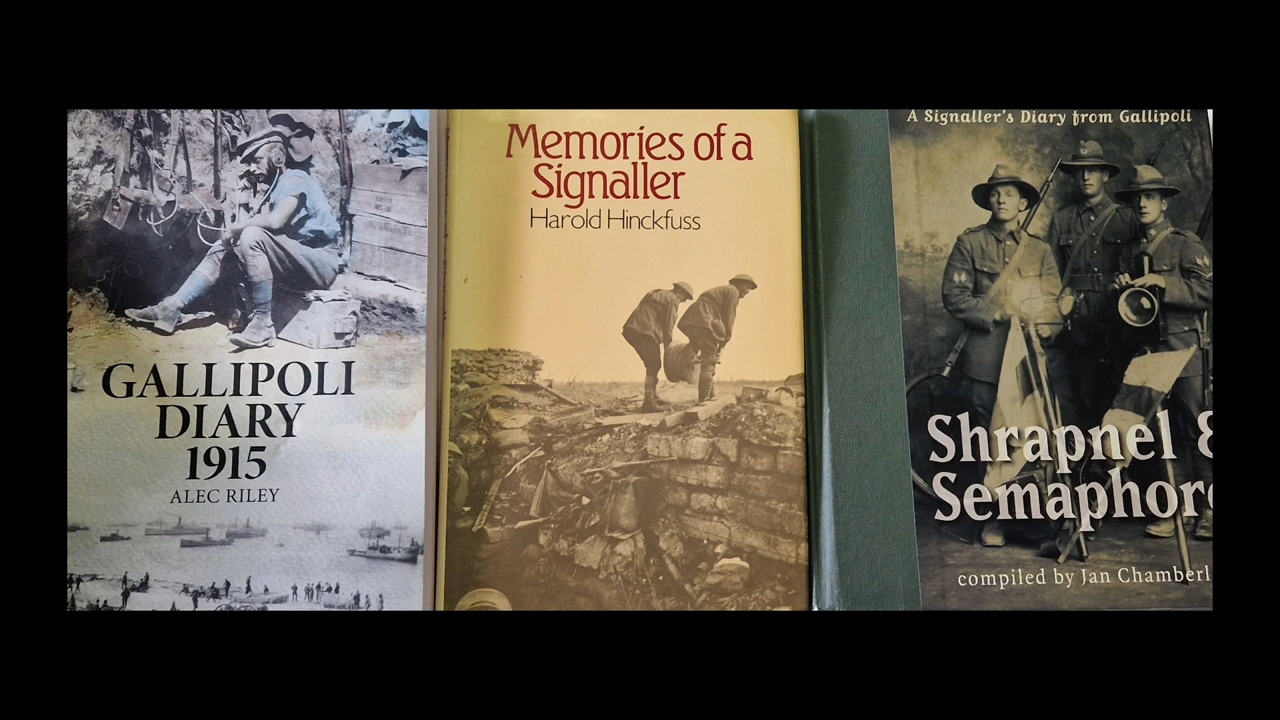 GALLIPOLI
DIARY
1915
ALEC RILEY
Memories of a
Signaller
Harold Hinckfuss
A Signaller's Diary from Gallipoli
Shrapnel &
Semaphore
compiled by Jan Chamberl